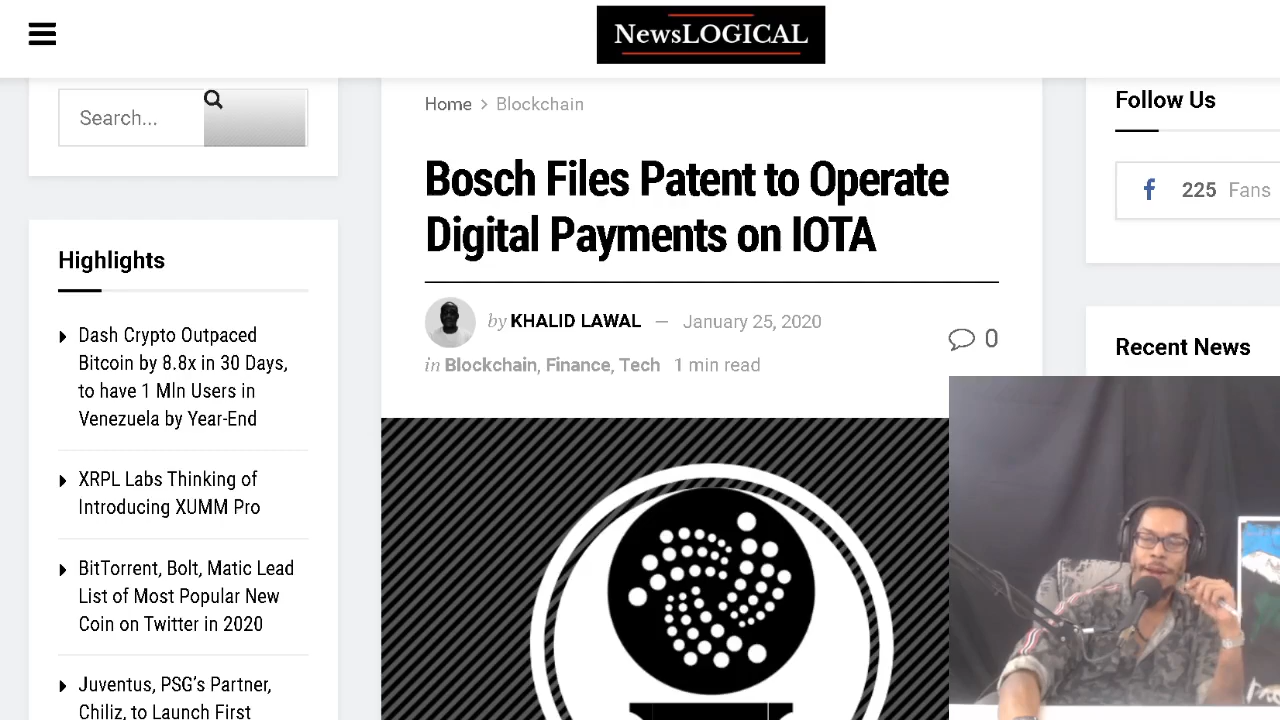 NewsLOGICAL
Search...
Highlights
Dash Crypto Outpaced
Bitcoin by 8.8x in 30 Days,
to have 1 Mln Users in
Venezuela by Year-End
XRPL Labs Thinking of
Introducing XUMM Pro
BitTorrent, Bolt, Matic Lead
List of Most Popular New
Coin on Twitter in 2020
Juventus, PSG's Partner,
Chiliz, to Launch First
Home > Blockchain
Bosch Files Patent to Operate
Digital Payments on IOTA
by KHALID LAWAL — January 25, 2020
in Blockchain, Finance, Tech 1 min read
0
Follow Us
225 Fans
Recent News